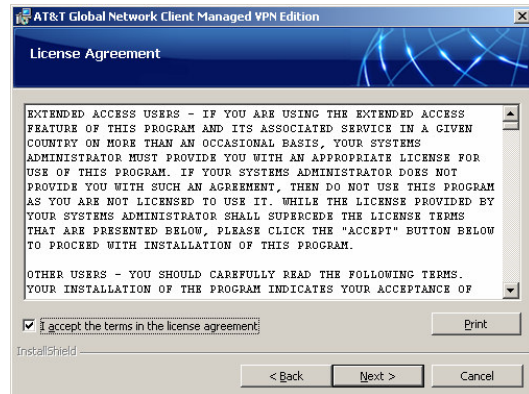 AT&T Global Network Client Managed VPN Edition
License Agreement
EXTENDED ACCESS USERS - IF YOU ARE USING THE EXTENDED ACCESS
FEATURE OF THIS PROGRAM AND ITS ASSOCIATED SERVICE IN A GIVEN
COUNTRY ON MORE THAN AN OCCASIONAL BASIS, YOUR SYSTEMS
ADMINISTRATOR MUST PROVIDE YOU WITH AN APPROPRIATE LICENSE FOR
USE OF THIS PROGRAM. IF YOUR SYSTEMS ADMINISTRATOR DOES NOT
PROVIDE YOU WITH SUCH AN AGREEMENT, THEN DO NOT USE THIS PROGRAM
AS YOU ARE NOT LICENSED TO USE IT. WHILE THE LICENSE PROVIDED BY
YOUR SYSTEMS ADMINISTRATOR SHALL SUPERCEDE THE LICENSE TERMS
THAT ARE PRESENTED BELOW, PLEASE CLICK THE "ACCEPT" BUTTON BELOW
TO PROCEED WITH INSTALLATION OF THIS PROGRAM.
OTHER USERS - YOU SHOULD CAREFULLY READ THE FOLLOWING TERMS.
YOUR INSTALLATION OF THE PROGRAM INDICATES YOUR ACCEPTANCE OF
I accept the terms in the license agreement
Print
InstallShield
< Back
Next >
Cancel